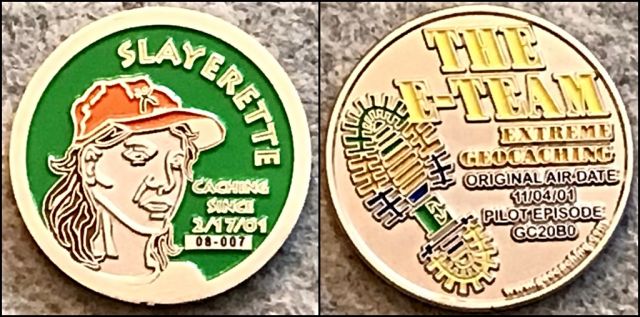 SLAYERETTE
CACHING
SINCE
2/17/01
08-007
THE
E-TEAM
EXTREME
GEOCACHING
ORIGINAL AIR DATE
11/04/01
PILOT EPISODE
GC20B0